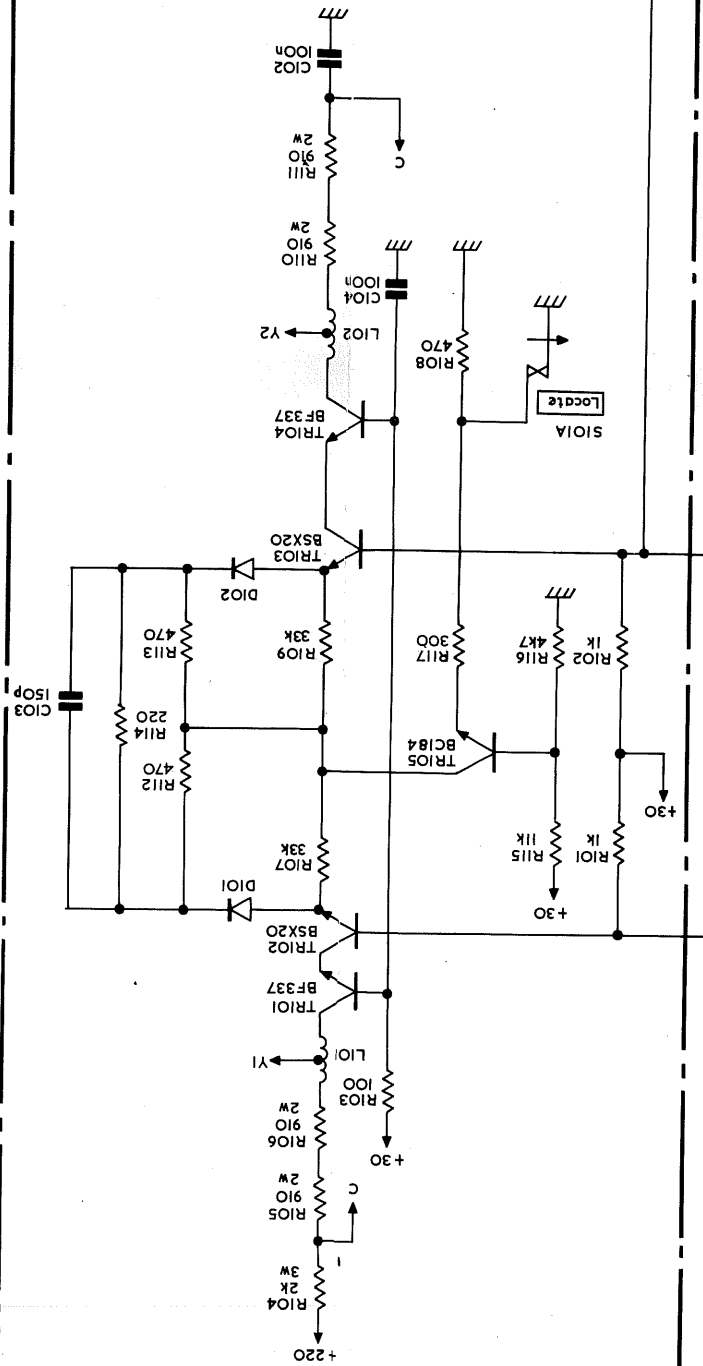 +220
R104
2k
3w
C
R105
910
2w
+30
R106
910
2w
R103
100
L101
Y1
TR101
BF337
TR102
BSX20
+30
D101
R101
1k
R115
11k
R107
33k
+30
R112
470
TR105
BC184
R114
220
C103
150p
R102
1k
R116
4k7
R117
300
R109
33k
R113
470
D102
TR103
BSX20
S101A
Locate
TR104
BF337
R108
470
L102
Y2
C104
100n
R110
910
2w
C
R111
910
2w
C102
100n